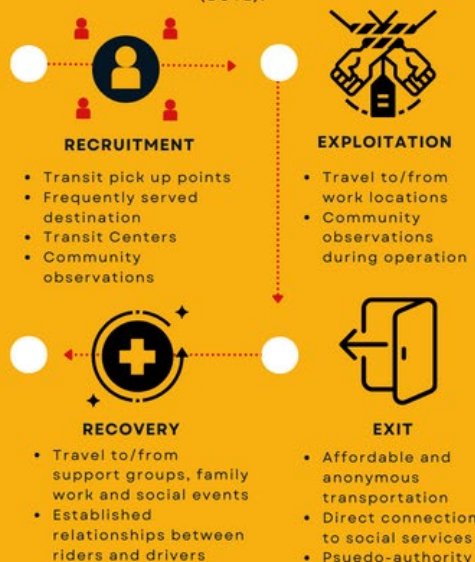 RECRUITMENT
• Transit pick up points
• Frequently served
destination
• Transit Centers
• Community
observations
EXPLOITATION
• Travel to/from
work locations
• Community
observations
during operation
RECOVERY
• Travel to/from
support groups, family
work and social events
• Established
relationships between
riders and drivers
EXIT
• Affordable and
anonymous
transportation
• Direct connection
to social services
• Psuedo-authority